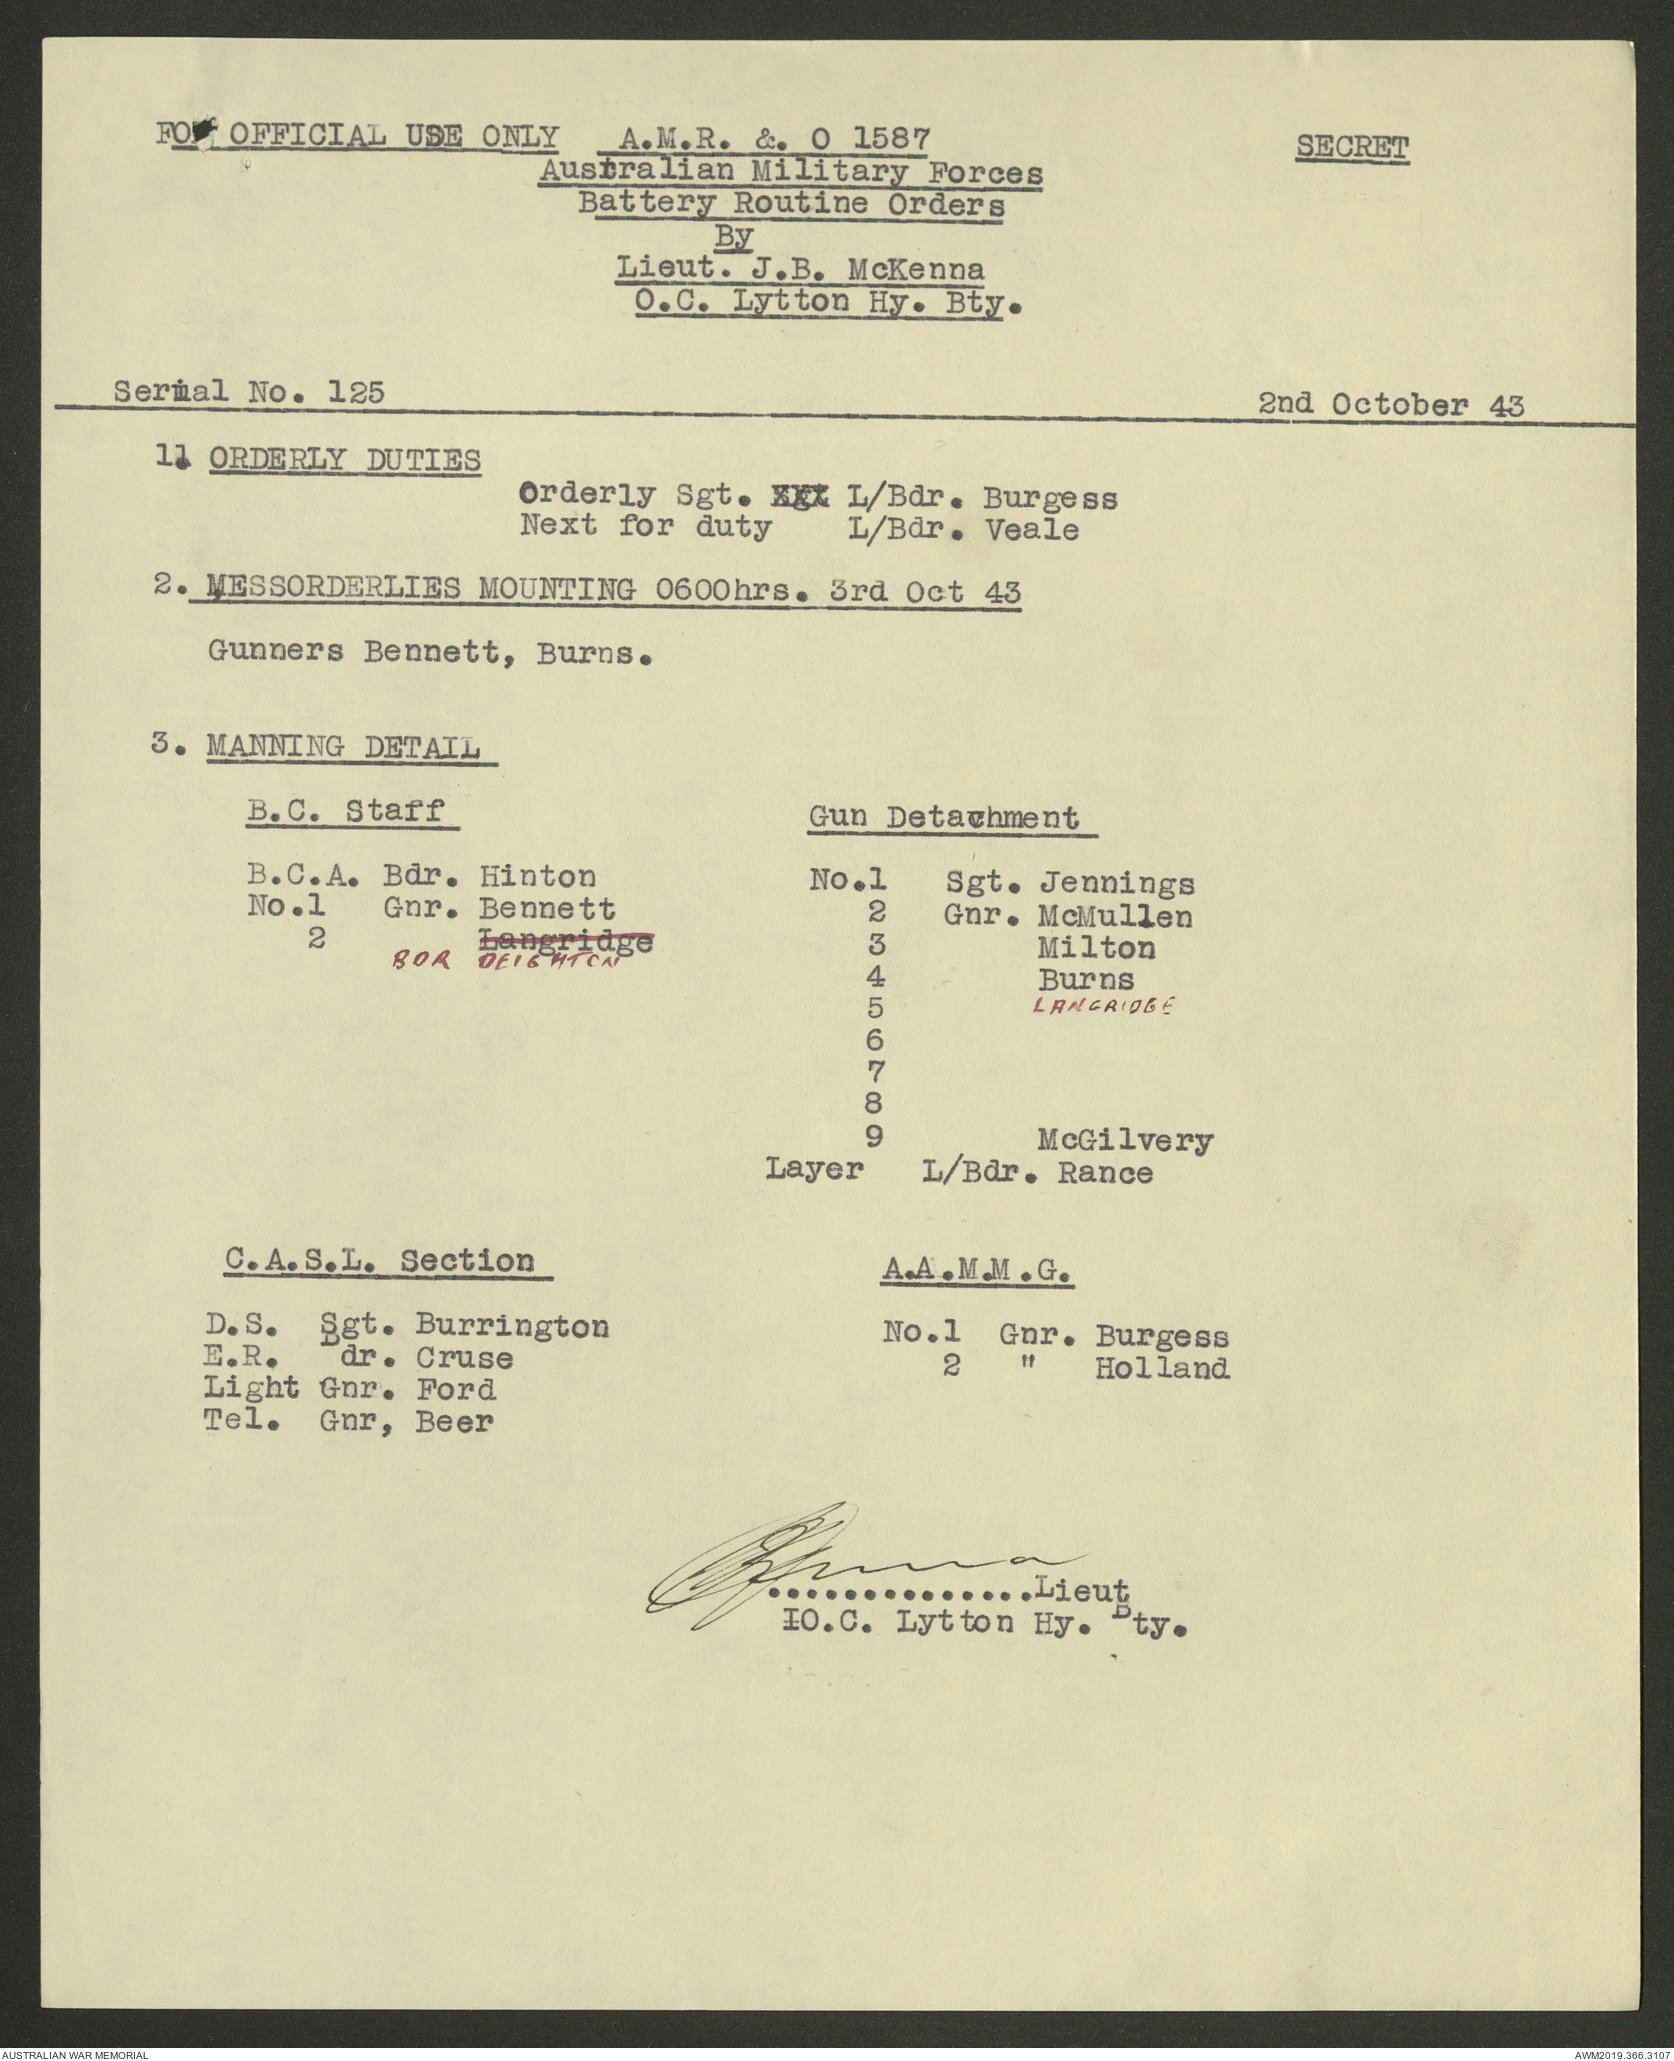 FOR OFFICIAL USE ONLY A.M.R. &. O 1587 SECRET
Australian Military Forces
Battery Routine Orders
By
Lieut. J.B. McKenna
O.C. Lytton Hy. Bty.
Serial No. 125 2nd October 43
1. ORDERLY DUTIES
Orderly Sgt. L/Bdr. Burgess
Next for duty L/Bdr. Veale
2. MESSORDERLIES MOUNTING 0600hrs. 3rd Oct 43
Gunners Bennett, Burns.
3. MANNING DETAIL
B.C. Staff
B.C.A. Bdr. Hinton
No.1 Gnr. Bennett
2 Langridge
BDR DEIGHTON
Gun Detachment
No.1 Sgt. Jennings
2 Gnr. McMullen
3 Milton
4 Burns
5 LANGRIDGE
6
7
8
9 McGilvery
Layer L/Bdr. Rance
C.A.S.L. Section
D.S. Sgt. Burrington
E.R. Bdr. Cruse
Light Gnr. Ford
Tel. Gnr, Beer
A.A.M.M.G.
No.1 Gnr. Burgess
2 " Holland
..............Lieut
IO.C. Lytton Hy. Bty.
AUSTRALIAN WAR MEMORIAL AWM2019.366.3107